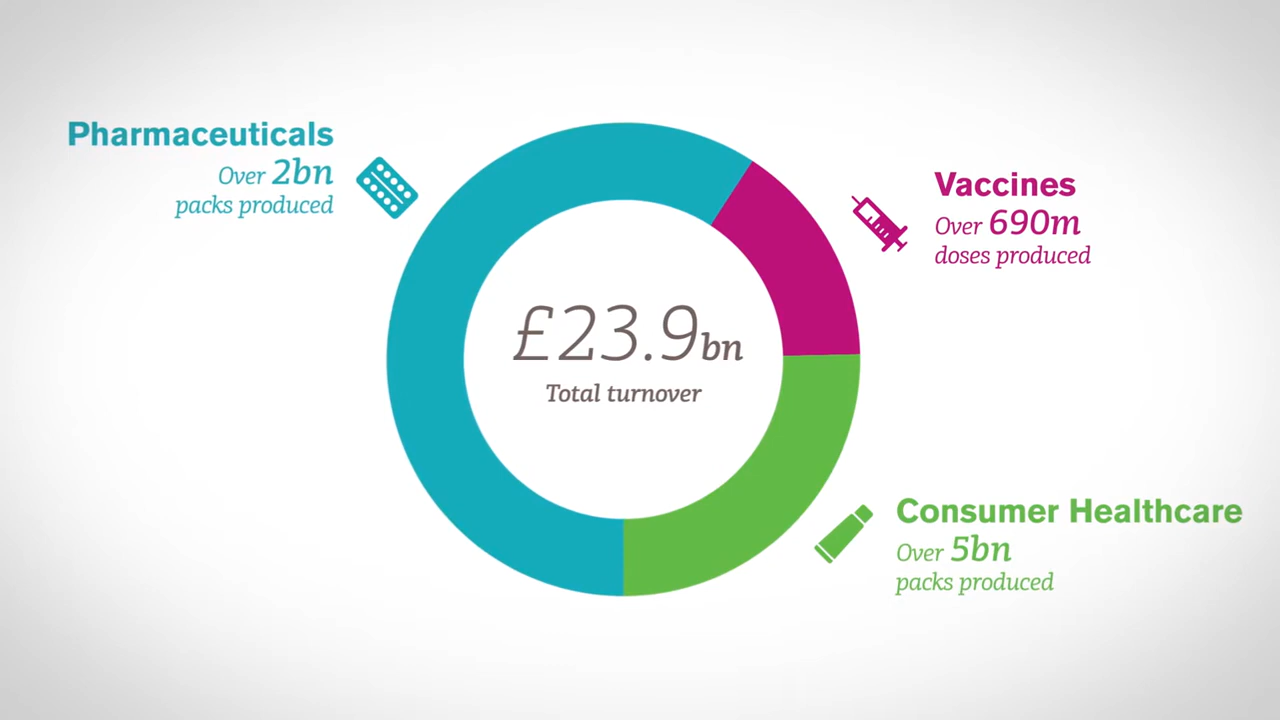 Pharmaceuticals
Over 2bn
packs produced
Vaccines
Over 690m
doses produced
£23.9bn
Total turnover
Consumer Healthcare
Over 5bn
packs produced